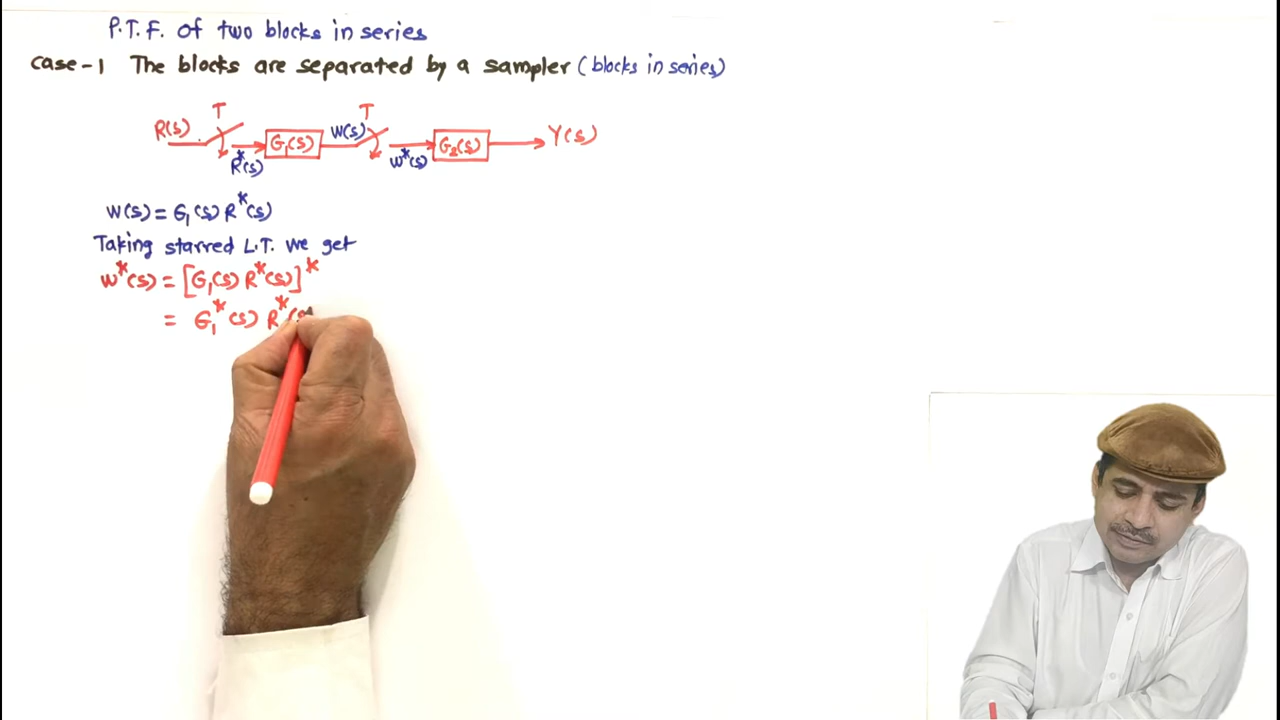 P.T.F. of two blocks in series
Case-1 The blocks are separated by a sampler (blocks in series)
T T
R(s) R*(s) G₁(s) W(s) W*(s) G₂(s) Y(s)
W(s) = G₁(s) R*(s)
Taking starred L.T. we get
W*(s) = [G₁(s) R*(s)]*
= G₁*(s) R*(s